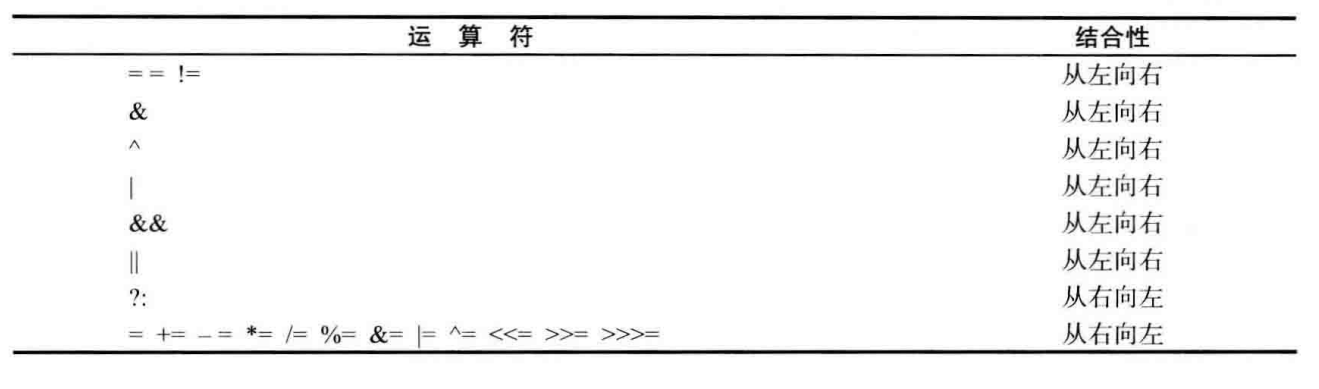 运 算 符 结合性
== != 从左向右
& 从左向右
^ 从左向右
| 从左向右
&& 从左向右
|| 从左向右
?: 从右向左
= += -= *= /= %= &= |= ^= <<= >>= >>>= 从右向左